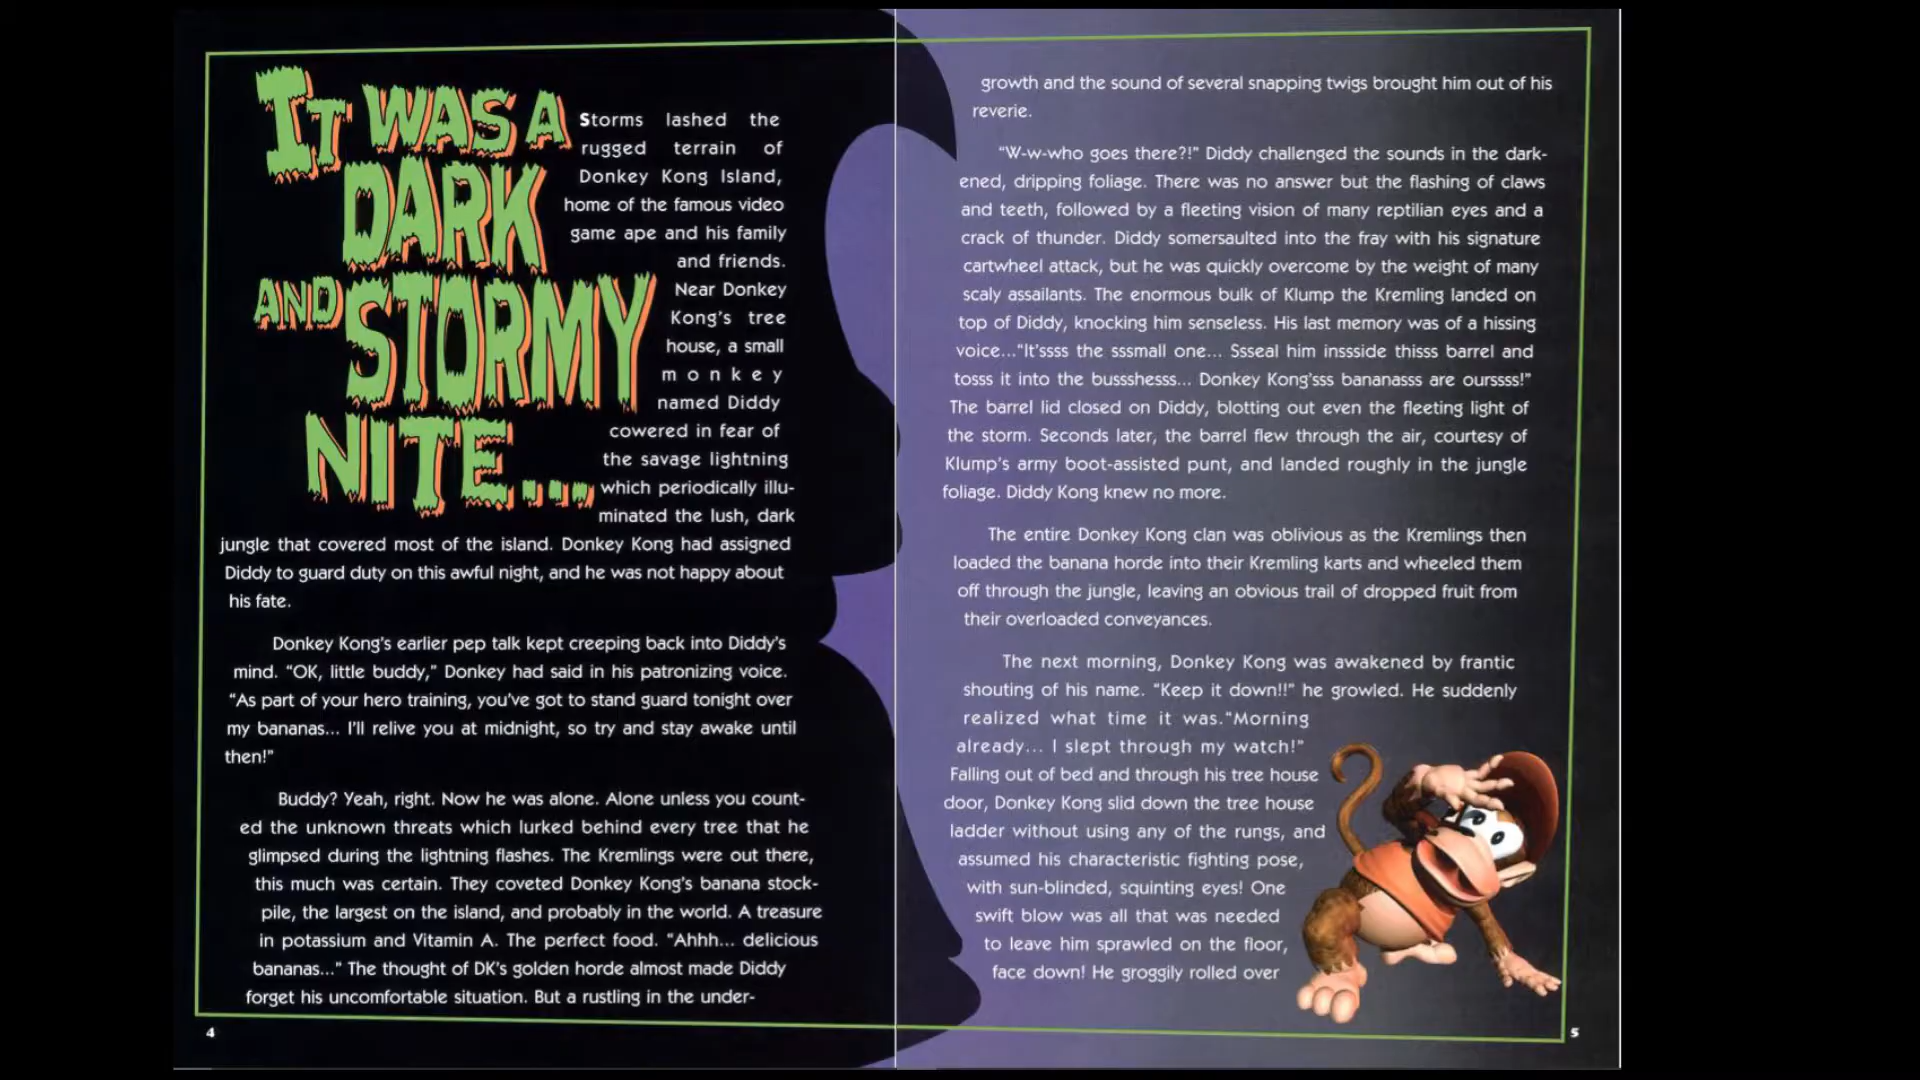 IT WAS A
DARK
AND STORMY
NITE...
Storms lashed the
rugged terrain of
Donkey Kong Island,
home of the famous video
game ape and his family
and friends.
Near Donkey
Kong's tree
house, a small
monkey
named Diddy
cowered in fear of
the savage lightning
which periodically illu-
minated the lush, dark
jungle that covered most of the island. Donkey Kong had assigned
Diddy to guard duty on this awful night, and he was not happy about
his fate.
Donkey Kong's earlier pep talk kept creeping back into Diddy's
mind. "OK, little buddy," Donkey had said in his patronizing voice.
"As part of your hero training, you've got to stand guard tonight over
my bananas... I'll relive you at midnight, so try and stay awake until
then!"
Buddy? Yeah, right. Now he was alone. Alone unless you count-
ed the unknown threats which lurked behind every tree that he
glimpsed during the lightning flashes. The Kremlings were out there,
this much was certain. They coveted Donkey Kong's banana stock-
pile, the largest on the island, and probably in the world. A treasure
in potassium and Vitamin A. The perfect food. "Ahhh... delicious
bananas..." The thought of DK's golden horde almost made Diddy
forget his uncomfortable situation. But a rustling in the under-
4
growth and the sound of several snapping twigs brought him out of his
reverie.
"W-w-who goes there?!" Diddy challenged the sounds in the dark-
ened, dripping foliage. There was no answer but the flashing of claws
and teeth, followed by a fleeting vision of many reptilian eyes and a
crack of thunder. Diddy somersaulted into the fray with his signature
cartwheel attack, but he was quickly overcome by the weight of many
scaly assailants. The enormous bulk of Klump the Kremling landed on
top of Diddy, knocking him senseless. His last memory was of a hissing
voice..."It'ssss the sssmall one... Ssseal him inssside thisss barrel and
tosss it into the bussshesss... Donkey Kong'sss bananasss are ourssss!"
The barrel lid closed on Diddy, blotting out even the fleeting light of
the storm. Seconds later, the barrel flew through the air, courtesy of
Klump's army boot-assisted punt, and landed roughly in the jungle
foliage. Diddy Kong knew no more.
The entire Donkey Kong clan was oblivious as the Kremlings then
loaded the banana horde into their Kremling karts and wheeled them
off through the jungle, leaving an obvious trail of dropped fruit from
their overloaded conveyances.
The next morning, Donkey Kong was awakened by frantic
shouting of his name. "Keep it down!!" he growled. He suddenly
realized what time it was."Morning
already... I slept through my watch!"
Falling out of bed and through his tree house
door, Donkey Kong slid down the tree house
ladder without using any of the rungs, and
assumed his characteristic fighting pose,
with sun-blinded, squinting eyes! One
swift blow was all that was needed
to leave him sprawled on the floor,
face down! He groggily rolled over
5